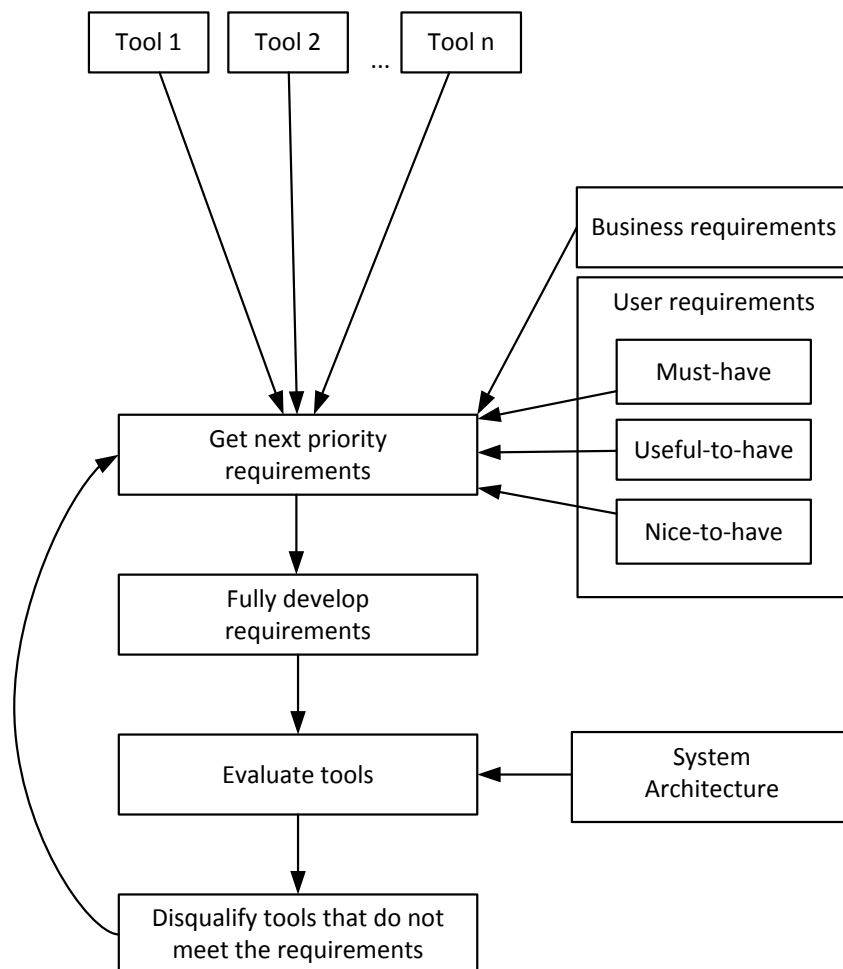 Tool 1
Tool 2
...
Tool n
Business requirements
User requirements
Must-have
Useful-to-have
Nice-to-have
Get next priority
requirements
Fully develop
requirements
Evaluate tools
System
Architecture
Disqualify tools that do not
meet the requirements